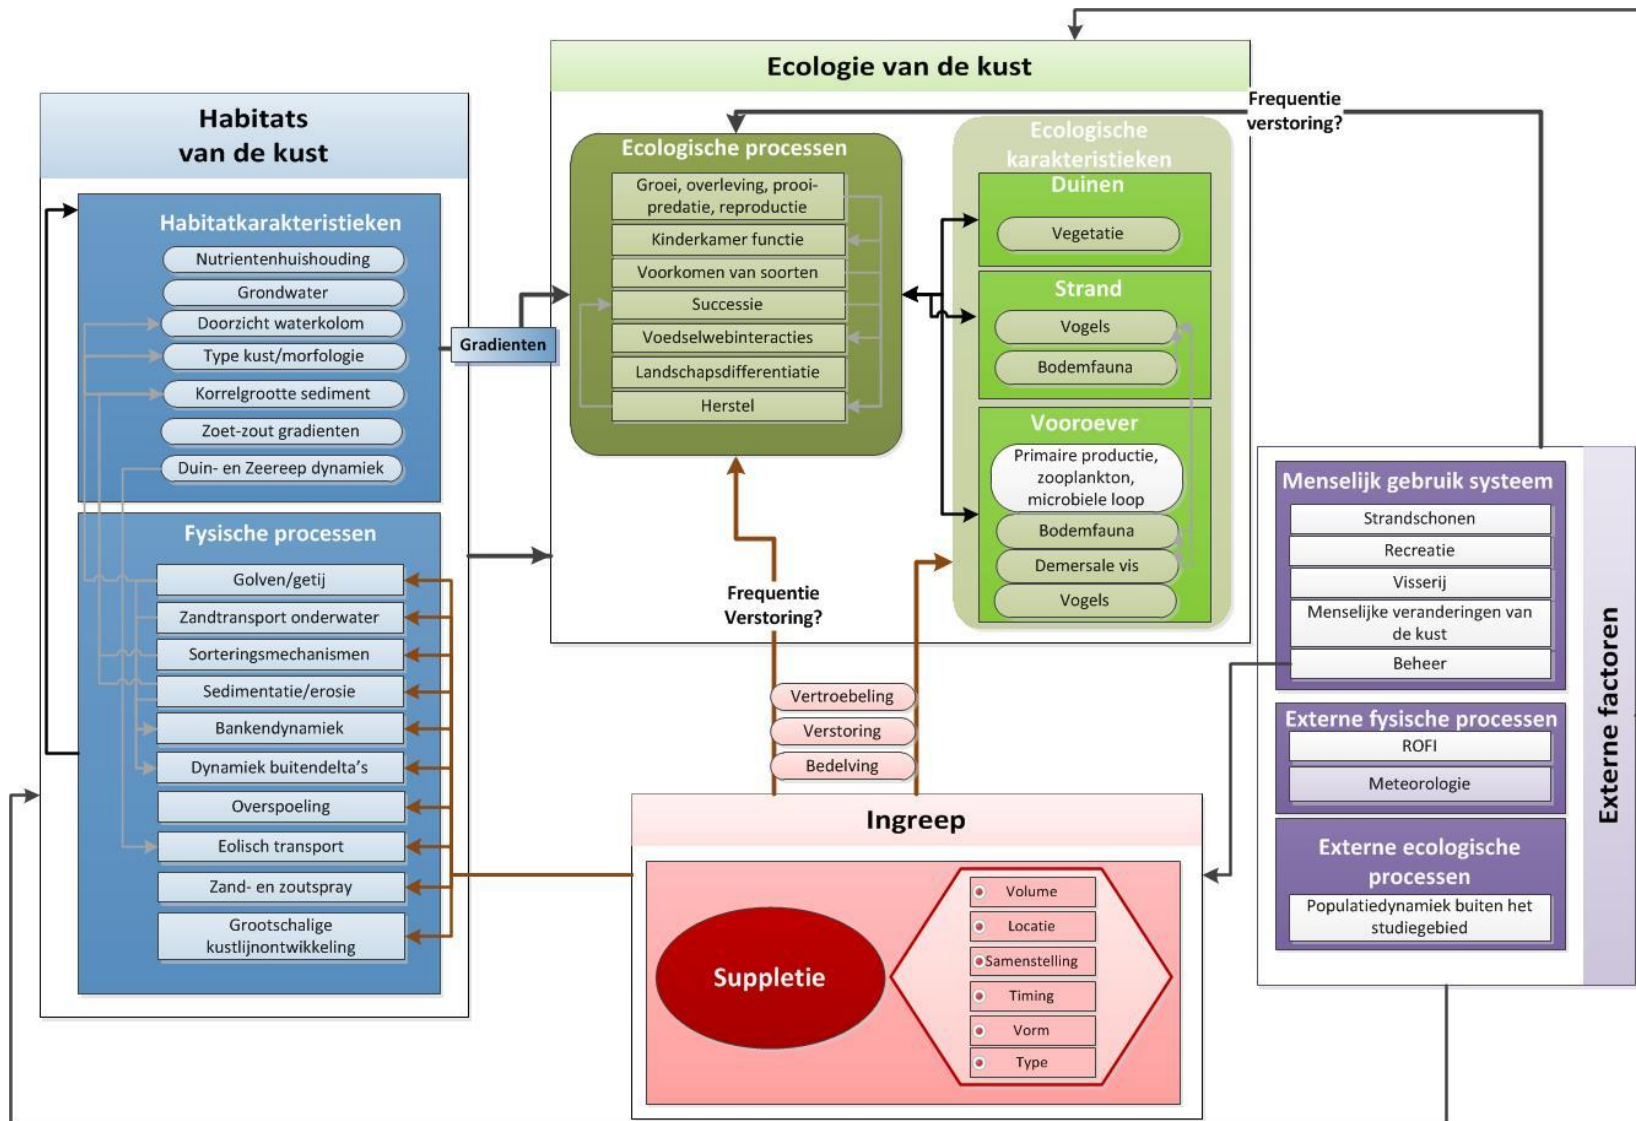 Habitats
van de kust
Habitatkarakteristieken
Nutrientenhuishouding
Grondwater
Doorzicht waterkolom
Type kust/morfologie
Korrelgrootte sediment
Zoet-zout gradienten
Duin- en Zeereep dynamiek
Fysische processen
Golven/getij
Zandtransport onderwater
Sorteringsmechanismen
Sedimentatie/erosie
Bankendynamiek
Dynamiek buitendelta's
Overspoeling
Eolisch transport
Zand- en zoutspray
Grootschalige
kustlijnontwikkeling
Gradienten
Ecologie van de kust
Ecologische processen
Groei, overleving, prooi-
predatie, reproductie
Kinderkamer functie
Voorkomen van soorten
Successie
Voedselwebinteracties
Landschapsdifferentiatie
Herstel
Ecologische
karakteristieken
Duinen
Vegetatie
Strand
Vogels
Bodemfauna
Vooroever
Primaire productie,
zooplankton,
microbiele loop
Bodemfauna
Demersale vis
Vogels
Frequentie
verstoring?
Frequentie
Verstoring?
Vertroebeling
Verstoring
Bedelving
Ingreep
Suppletie
Volume
Locatie
Samenstelling
Timing
Vorm
Type
Menselijk gebruik systeem
Strandschonen
Recreatie
Visserij
Menselijke veranderingen van
de kust
Beheer
Externe fysische processen
ROFI
Meteorologie
Externe ecologische
processen
Populatiedynamiek buiten het
studiegebied
Externe factoren